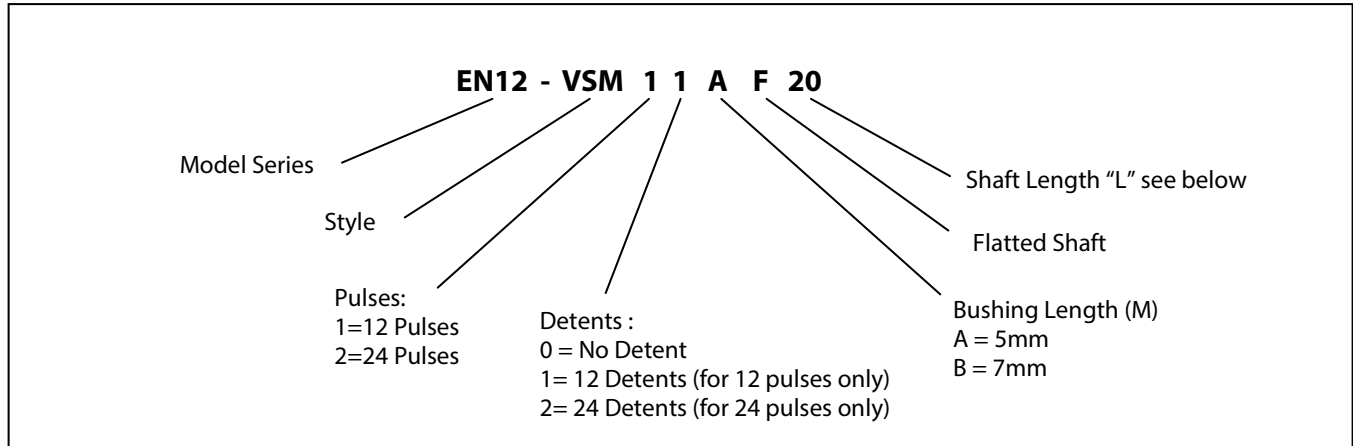 EN12 - VSM 1 1 A F 20
Model Series
Style
Pulses:
1=12 Pulses
2=24 Pulses
Detents :
0 = No Detent
1= 12 Detents (for 12 pulses only)
2= 24 Detents (for 24 pulses only)
Bushing Length (M)
A = 5mm
B = 7mm
Flatted Shaft
Shaft Length “L” see below